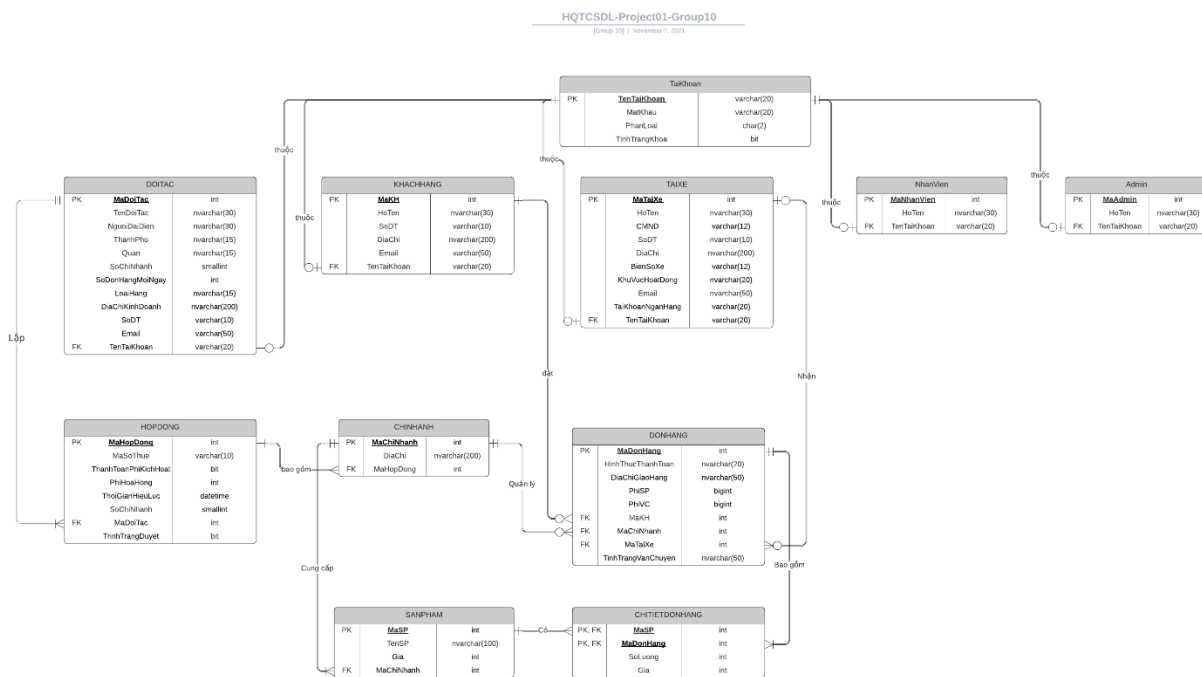 HQTCSDL-Project01-Group10
[Group 10] | November 7, 2021
TaiKhoan
PK TenTaiKhoan varchar(20)
MatKhau varchar(20)
PhanLoai char(2)
TinhTrangKhoa bit
thuộc
thuộc
thuộc
thuộc
thuộc
DOITAC
PK MaDoiTac int
TenDoiTac nvarchar(30)
NguoiDaiDien nvarchar(30)
ThanhPho nvarchar(15)
Quan nvarchar(15)
SoChiNhanh smallint
SoDonHangMoiNgay int
LoaiHang nvarchar(15)
DiaChiKinhDoanh nvarchar(200)
SoDT varchar(10)
Email varchar(50)
FK TenTaiKhoan varchar(20)
KHACHHANG
PK MaKH int
HoTen nvarchar(30)
SoDT varchar(10)
DiaChi nvarchar(200)
Email varchar(50)
FK TenTaiKhoan varchar(20)
TAIXE
PK MaTaiXe int
HoTen nvarchar(30)
CMND varchar(12)
SoDT nvarchar(10)
DiaChi nvarchar(200)
BienSoXe varchar(12)
KhuVucHoatDong nvarchar(20)
Email nvarchar(50)
TaiKhoanNganHang varchar(20)
FK TenTaiKhoan varchar(20)
NhanVien
PK MaNhanVien int
HoTen nvarchar(30)
FK TenTaiKhoan varchar(20)
Admin
PK MaAdmin int
HoTen nvarchar(30)
FK TenTaiKhoan varchar(20)
Lập
đặt
Nhận
HOPDONG
PK MaHopDong int
MaSoThue varchar(10)
ThanhToanPhiKichHoat bit
PhiHoaHong int
ThoiGianHieuLuc datetime
SoChiNhanh smallint
FK MaDoiTac int
TrinhTrangDuyet bit
bao gồm
CHINHANH
PK MaChiNhanh int
DiaChi nvarchar(200)
FK MaHopDong int
Quản lý
DONHANG
PK MaDonHang int
HinhThucThanhToan nvarchar(20)
DiaChiGiaoHang nvarchar(50)
PhiSP bigint
PhiVC bigint
FK MaKH int
FK MaChiNhanh int
FK MaTaiXe int
TinhTrangVanChuyen nvarchar(50)
Cung cấp
Bao gồm
SANPHAM
PK MaSP int
TenSP nvarchar(100)
Gia int
FK MaChiNhanh int
Có
CHITIETDONHANG
PK, FK MaSP int
PK, FK MaDonHang int
SoLuong int
Gia int